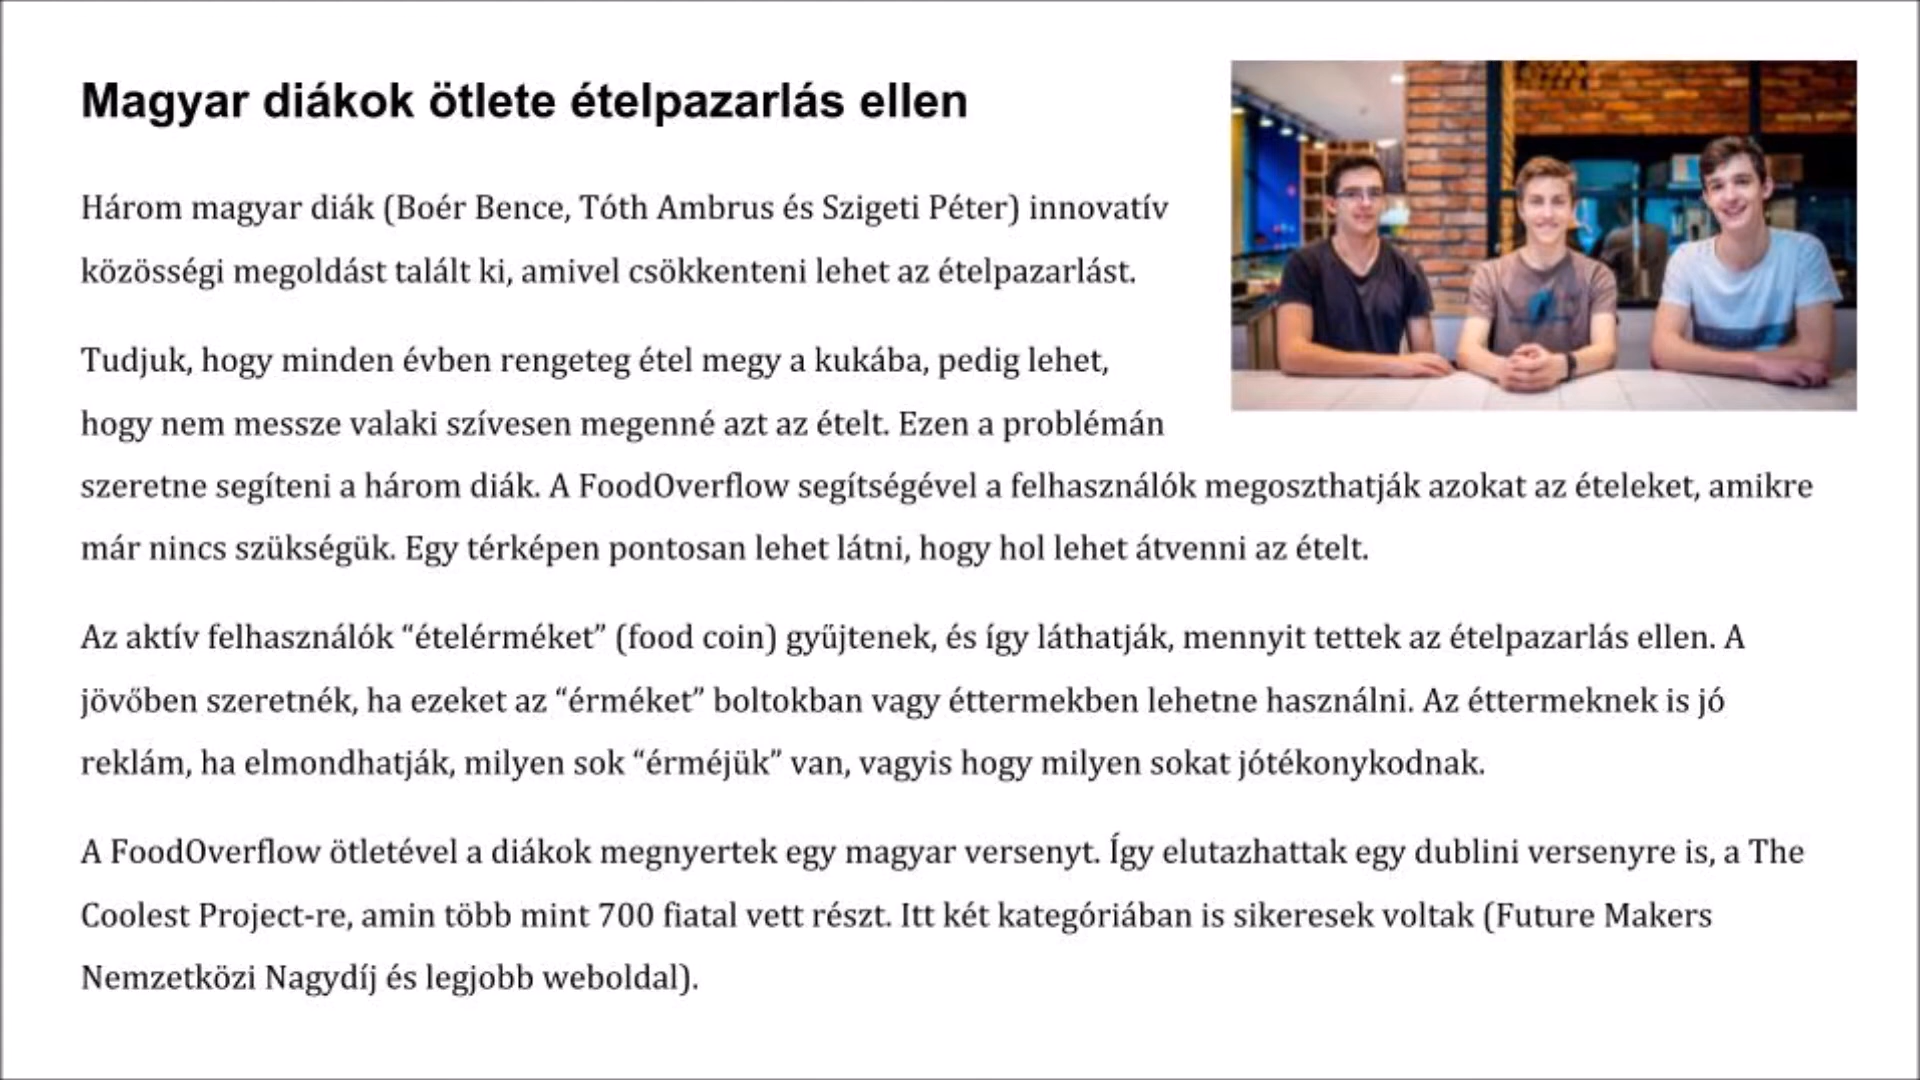 Magyar diákok ötlete ételpazarlás ellen
Három magyar diák (Boér Bence, Tóth Ambrus és Szigeti Péter) innovatív
közösségi megoldást talált ki, amivel csökkenteni lehet az ételpazarlást.
Tudjuk, hogy minden évben rengeteg étel megy a kukába, pedig lehet,
hogy nem messze valaki szívesen megenné azt az ételt. Ezen a problémán
szeretne segíteni a három diák. A FoodOverflow segítségével a felhasználók megoszthatják azokat az ételeket, amikre
már nincs szükségük. Egy térképen pontosan lehet látni, hogy hol lehet átvenni az ételt.
Az aktív felhasználók “ételérméket” (food coin) gyűjtenek, és így láthatják, mennyit tettek az ételpazarlás ellen. A
jövőben szeretnék, ha ezeket az “érméket” boltokban vagy éttermekben lehetne használni. Az éttermeknek is jó
reklám, ha elmondhatják, milyen sok “érméjük” van, vagyis hogy milyen sokat jótékonykodnak.
A FoodOverflow ötletével a diákok megnyertek egy magyar versenyt. Így elutazhattak egy dublini versenyre is, a The
Coolest Project-re, amin több mint 700 fiatal vett részt. Itt két kategóriában is sikeresek voltak (Future Makers
Nemzetközi Nagydíj és legjobb weboldal).